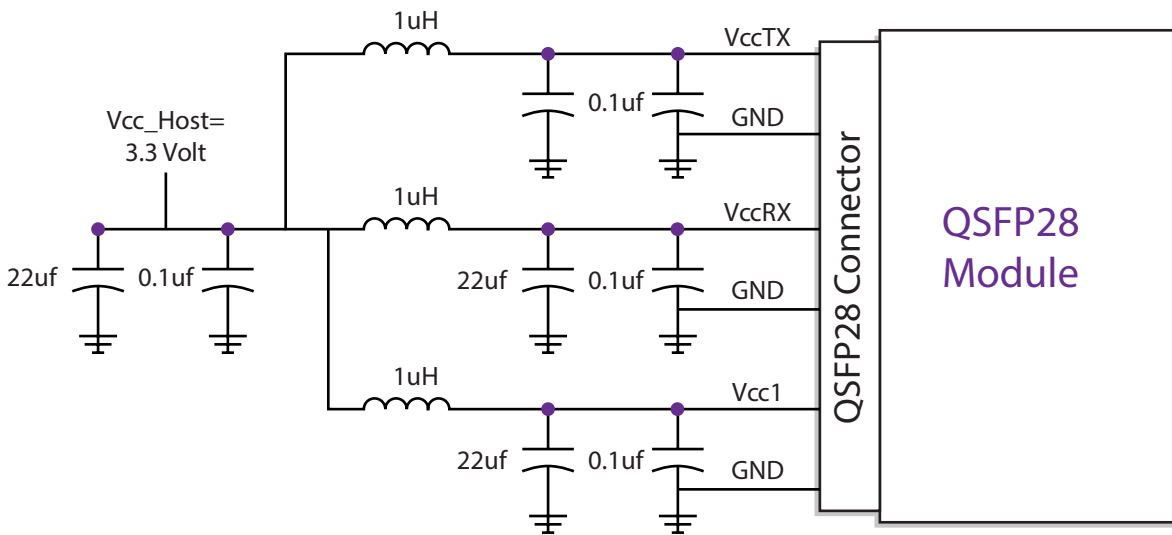 1uH
VccTX
0.1uf
GND
Vcc_Host=
3.3 Volt
1uH
VccRX
22uf
0.1uf
22uf
0.1uf
GND
1uH
Vcc1
22uf
0.1uf
GND
QSFP28 Connector
QSFP28
Module